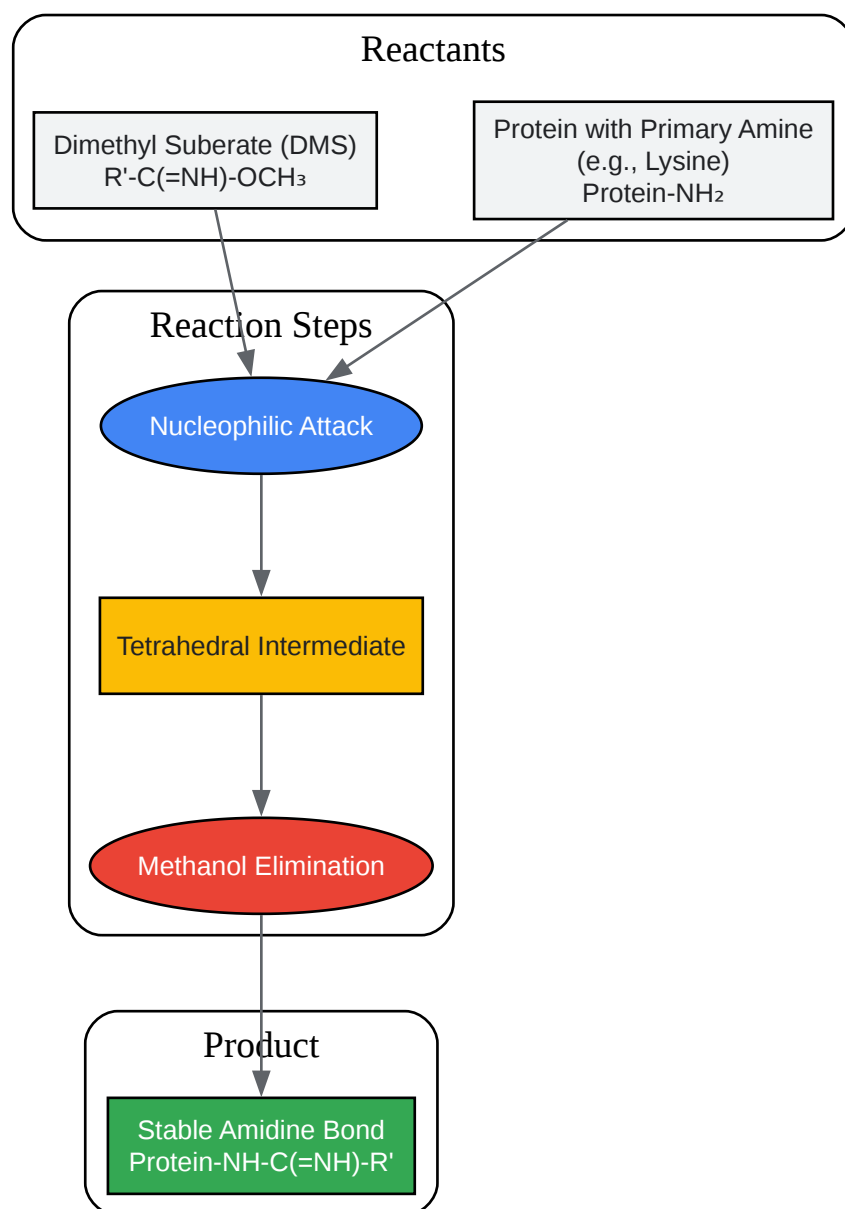 Reactants
Dimethyl Suberate (DMS)
R'-C(=NH)-OCH₃
Protein with Primary Amine
(e.g., Lysine)
Protein-NH₂
Reaction Steps
Nucleophilic Attack
Tetrahedral Intermediate
Methanol Elimination
Product
Stable Amidine Bond
Protein-NH-C(=NH)-R'